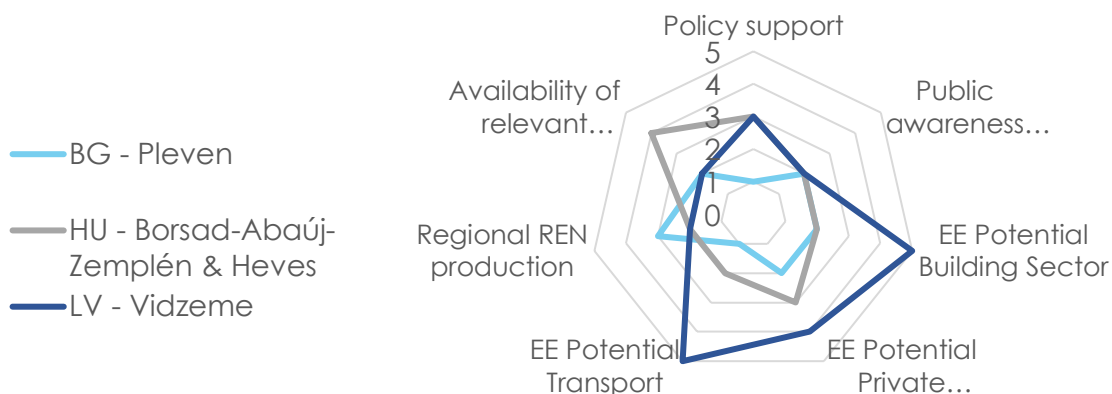 Policy support
5
4
3
2
1
0
Public
awareness…
EE Potential
Building Sector
EE Potential
Private…
EE Potential
Transport
Regional REN
production
Availability of
relevant…
BG - Pleven
HU - Borsad-Abaúj-
Zemplén & Heves
LV - Vidzeme